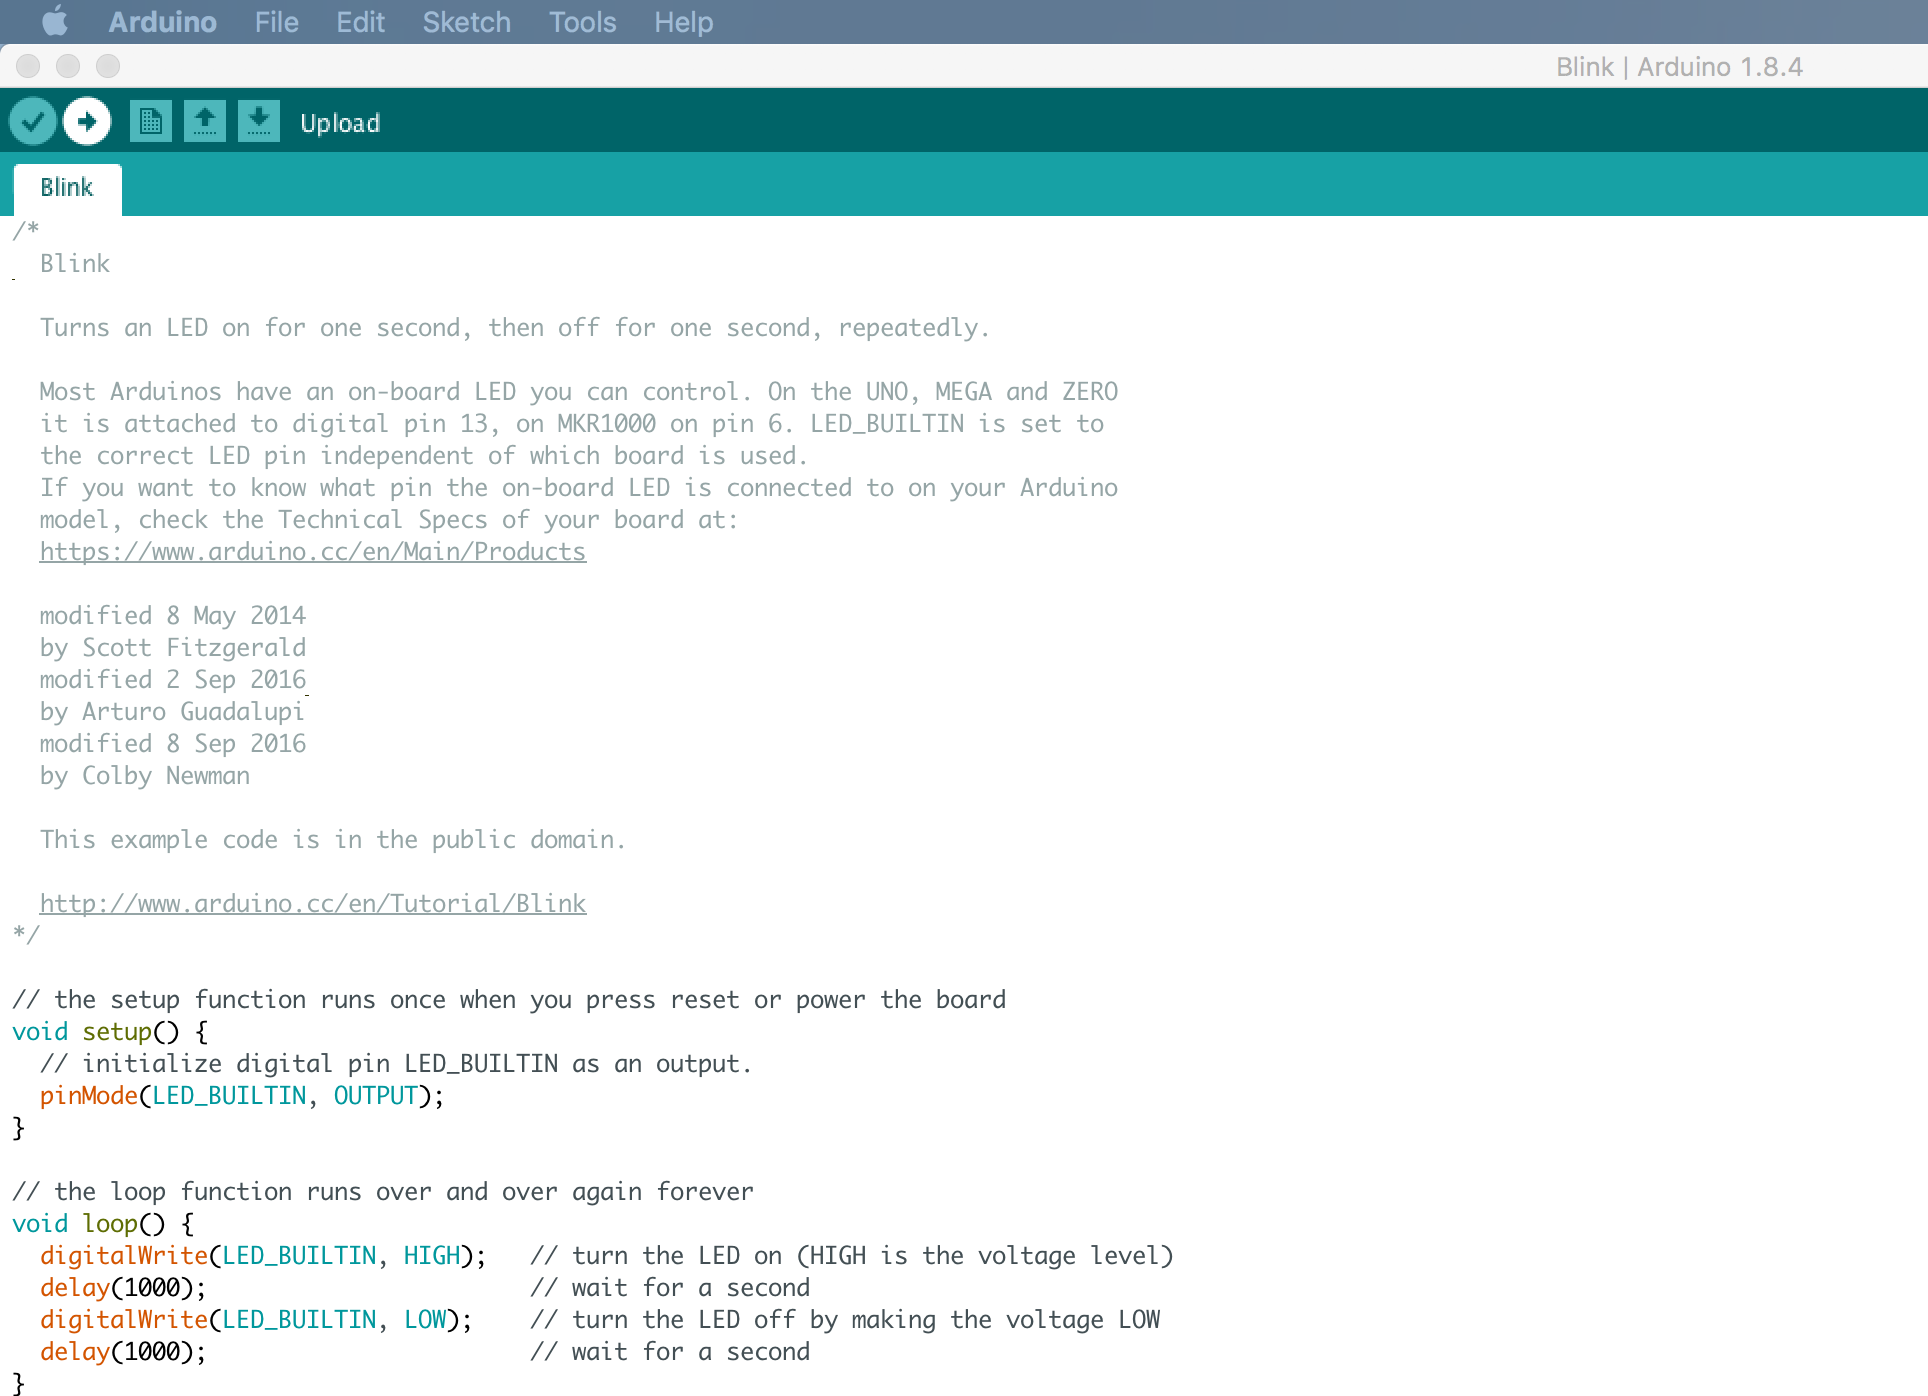 Arduino File Edit Sketch Tools Help
Blink | Arduino 1.8.4
Upload
Blink
/*
  Blink

  Turns an LED on for one second, then off for one second, repeatedly.

  Most Arduinos have an on-board LED you can control. On the UNO, MEGA and ZERO
  it is attached to digital pin 13, on MKR1000 on pin 6. LED_BUILTIN is set to
  the correct LED pin independent of which board is used.
  If you want to know what pin the on-board LED is connected to on your Arduino
  model, check the Technical Specs of your board at:
  https://www.arduino.cc/en/Main/Products

  modified 8 May 2014
  by Scott Fitzgerald
  modified 2 Sep 2016
  by Arturo Guadalupi
  modified 8 Sep 2016
  by Colby Newman

  This example code is in the public domain.

  http://www.arduino.cc/en/Tutorial/Blink
*/

// the setup function runs once when you press reset or power the board
void setup() {
  // initialize digital pin LED_BUILTIN as an output.
  pinMode(LED_BUILTIN, OUTPUT);
}

// the loop function runs over and over again forever
void loop() {
  digitalWrite(LED_BUILTIN, HIGH);   // turn the LED on (HIGH is the voltage level)
  delay(1000);                       // wait for a second
  digitalWrite(LED_BUILTIN, LOW);    // turn the LED off by making the voltage LOW
  delay(1000);                       // wait for a second
}